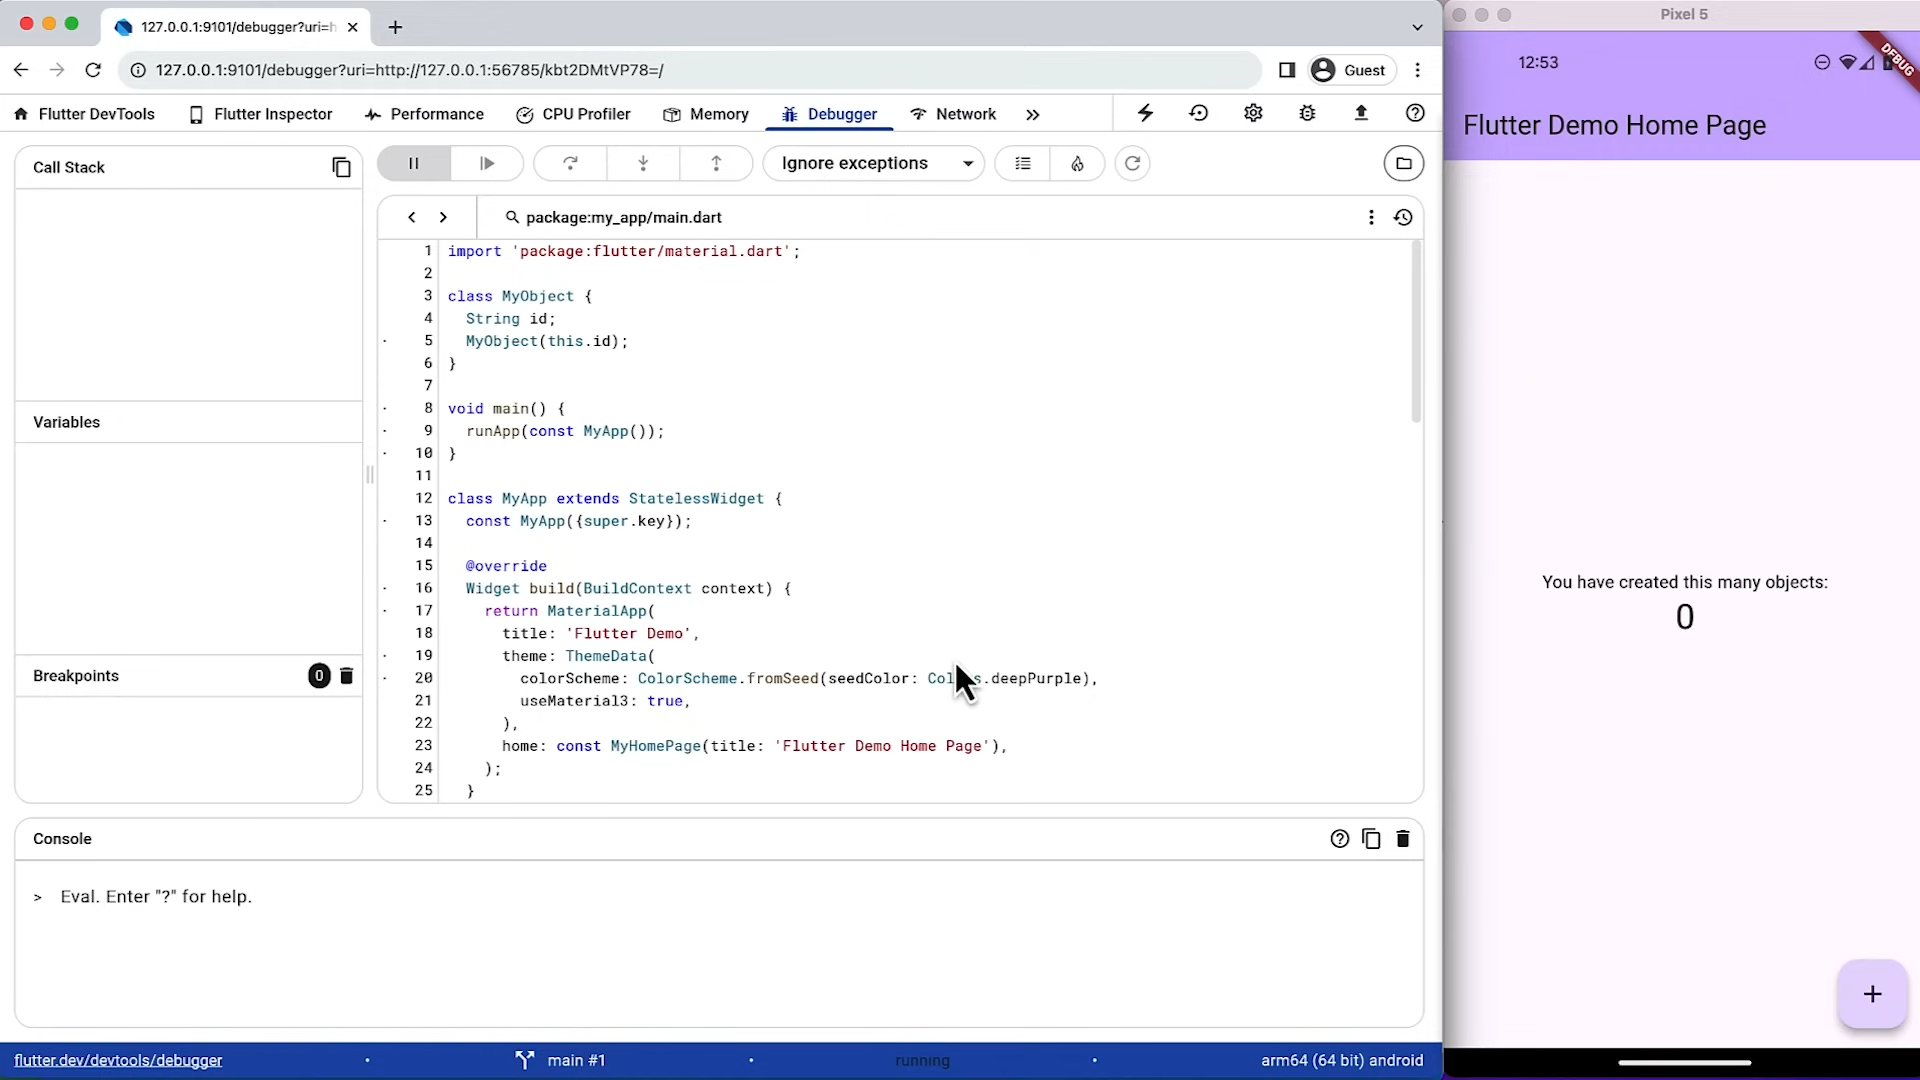 127.0.0.1:9101/debugger?uri=h
127.0.0.1:9101/debugger?uri=http://127.0.0.1:56785/kbt2DMtVP78=/
Guest
Flutter DevTools
Flutter Inspector
Performance
CPU Profiler
Memory
Debugger
Network
Call Stack
Ignore exceptions
package:my_app/main.dart
1 import 'package:flutter/material.dart';
2
3 class MyObject {
4 String id;
5 MyObject(this.id);
6 }
7
8 void main() {
9 runApp(const MyApp());
10 }
11
12 class MyApp extends StatelessWidget {
13 const MyApp({super.key});
14
15 @override
16 Widget build(BuildContext context) {
17 return MaterialApp(
18 title: 'Flutter Demo',
19 theme: ThemeData(
20 colorScheme: ColorScheme.fromSeed(seedColor: Colors.deepPurple),
21 useMaterial3: true,
22 ),
23 home: const MyHomePage(title: 'Flutter Demo Home Page'),
24 );
25 }
Variables
Breakpoints
0
Console
> Eval. Enter "?" for help.
flutter.dev/devtools/debugger
main #1
running
arm64 (64 bit) android
Pixel 5
12:53
DEBUG
Flutter Demo Home Page
You have created this many objects:
0
+